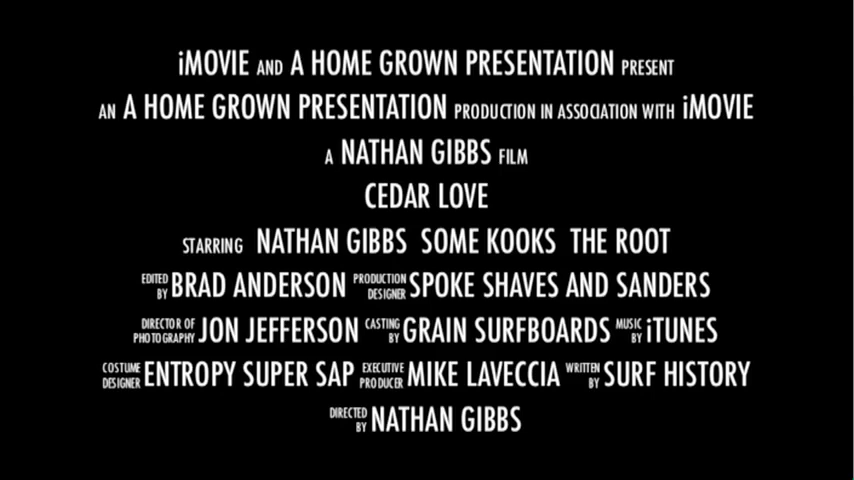 iMOVIE AND A HOME GROWN PRESENTATION PRESENT
AN A HOME GROWN PRESENTATION PRODUCTION IN ASSOCIATION WITH iMOVIE
A NATHAN GIBBS FILM
CEDAR LOVE
STARRING NATHAN GIBBS SOME KOOKS THE ROOT
EDITED BY BRAD ANDERSON PRODUCTION DESIGNER SPOKE SHAVES AND SANDERS
DIRECTOR OF PHOTOGRAPHY JON JEFFERSON CASTING BY GRAIN SURFBOARDS MUSIC BY iTUNES
COSTUME DESIGNER ENTROPY SUPER SAP EXECUTIVE PRODUCER MIKE LAVECCIA WRITTEN BY SURF HISTORY
DIRECTED BY NATHAN GIBBS